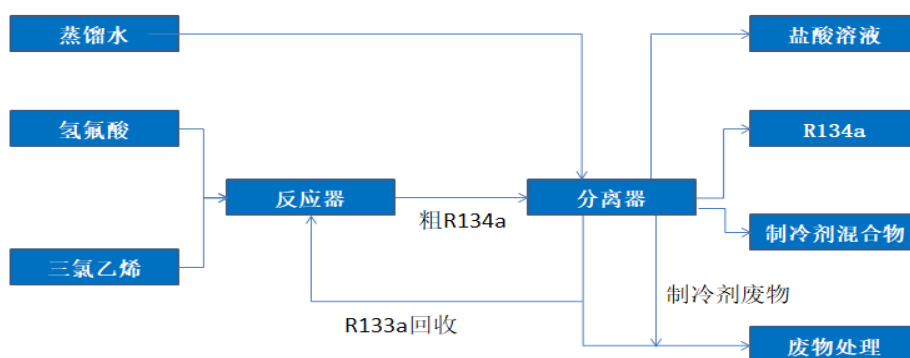 蒸馏水
盐酸溶液
氢氟酸
R134a
反应器
分离器
粗R134a
制冷剂混合物
三氯乙烯
制冷剂废物
R133a回收
废物处理